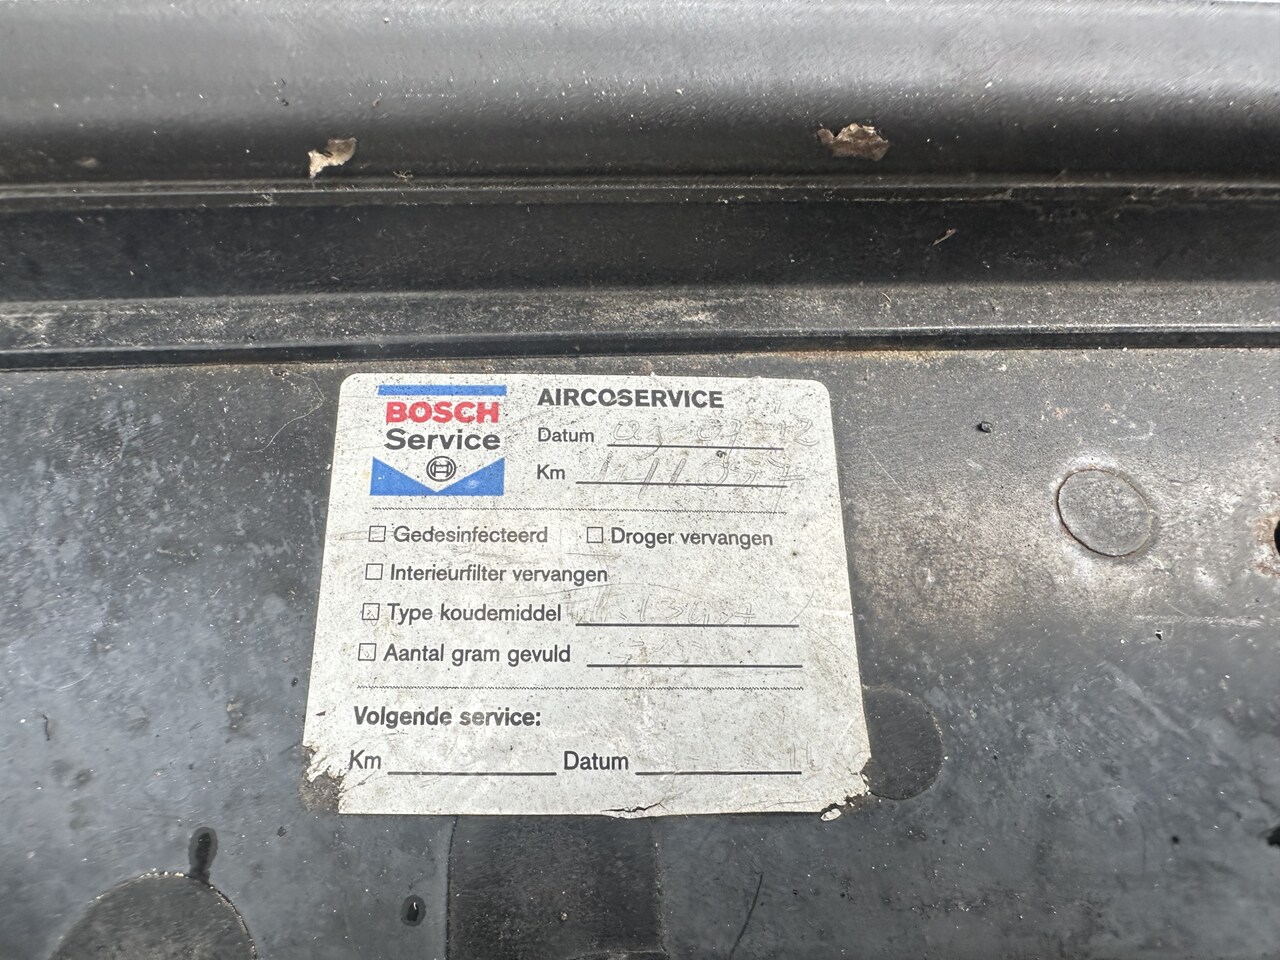 BOSCH
Service
AIRCOSERVICE
Datum
Km
Gedesinfecteerd
Droger vervangen
Interieurfilter vervangen
Type koudemiddel
Aantal gram gevuld
Volgende service:
Km
Datum